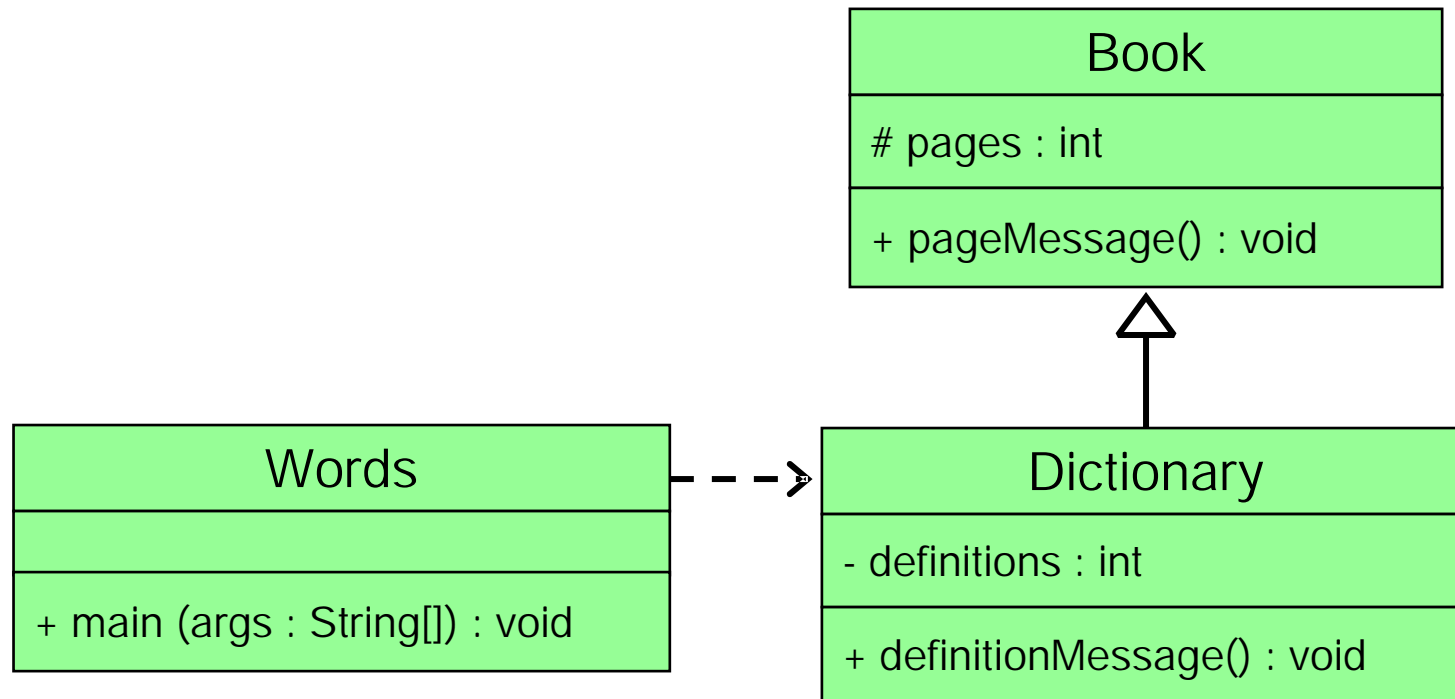 Book
# pages : int
+ pageMessage() : void
Words
+ main (args : String[]) : void
Dictionary
- definitions : int
+ definitionMessage() : void